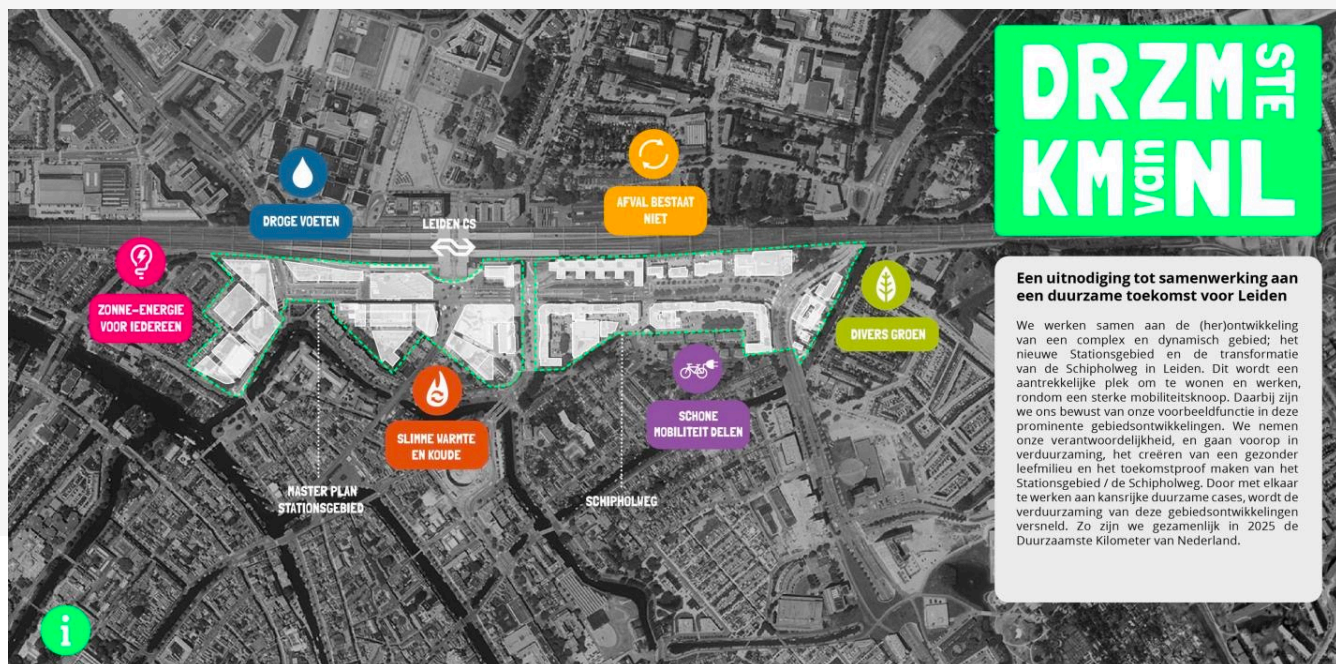 DRZMSTE
KM van NL
DROGE VOETEN
AFVAL BESTAAT
NIET
LEIDEN CS
ZONNE-ENERGIE
VOOR IEDEREEN
DIVERS GROEN
SLIMME WARMTE
EN KOUDE
SCHONE
MOBILITEIT DELEN
MASTER PLAN
STATIONSGEBIED
SCHIPHOLWEG
Een uitnodiging tot samenwerking aan
een duurzame toekomst voor Leiden
We werken samen aan de (her)ontwikkeling
van een complex en dynamisch gebied; het
nieuwe Stationsgebied en de transformatie
van de Schipholweg in Leiden. Dit wordt een
aantrekkelijke plek om te wonen en werken,
rondom een sterke mobiliteitsknoop. Daarbij zijn
we ons bewust van onze voorbeeldfunctie in deze
prominente gebiedsontwikkelingen. We nemen
onze verantwoordelijkheid, en gaan voorop in
verduurzaming, het creëren van een gezonder
leefmilieu en het toekomstproof maken van het
Stationsgebied / de Schipholweg. Door met elkaar
te werken aan kansrijke duurzame cases, wordt de
verduurzaming van deze gebiedsontwikkelingen
versneld. Zo zijn we gezamenlijk in 2025 de
Duurzaamste Kilometer van Nederland.
i